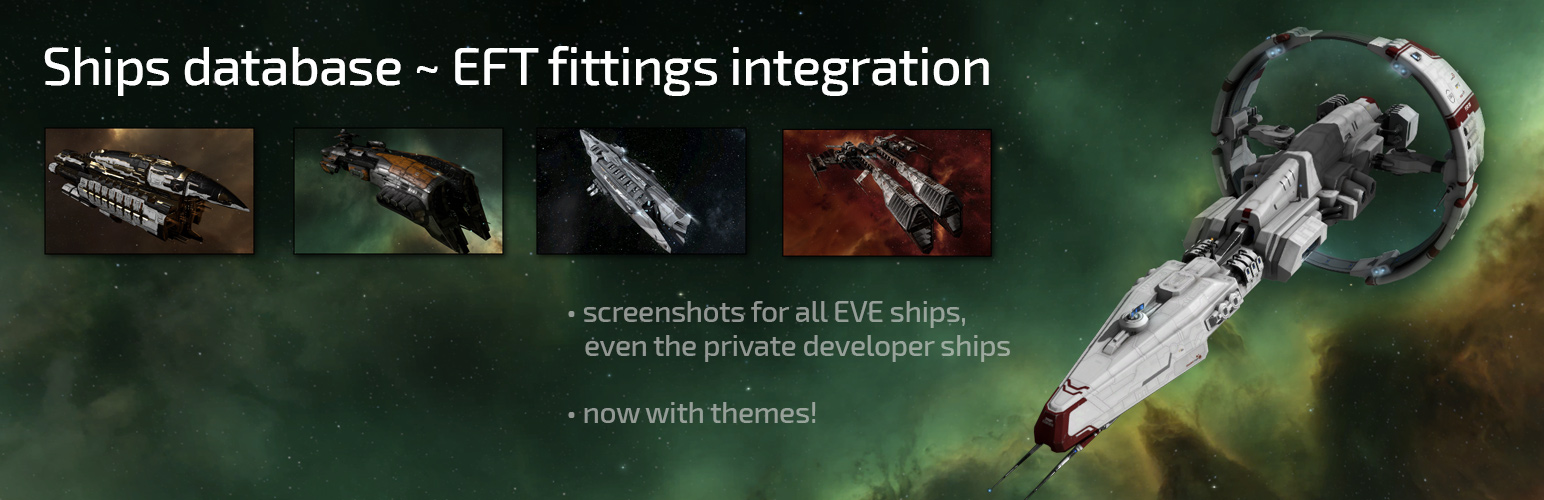 Ships database ~ EFT fittings integration
• screenshots for all EVE ships,
even the private developer ships
• now with themes!